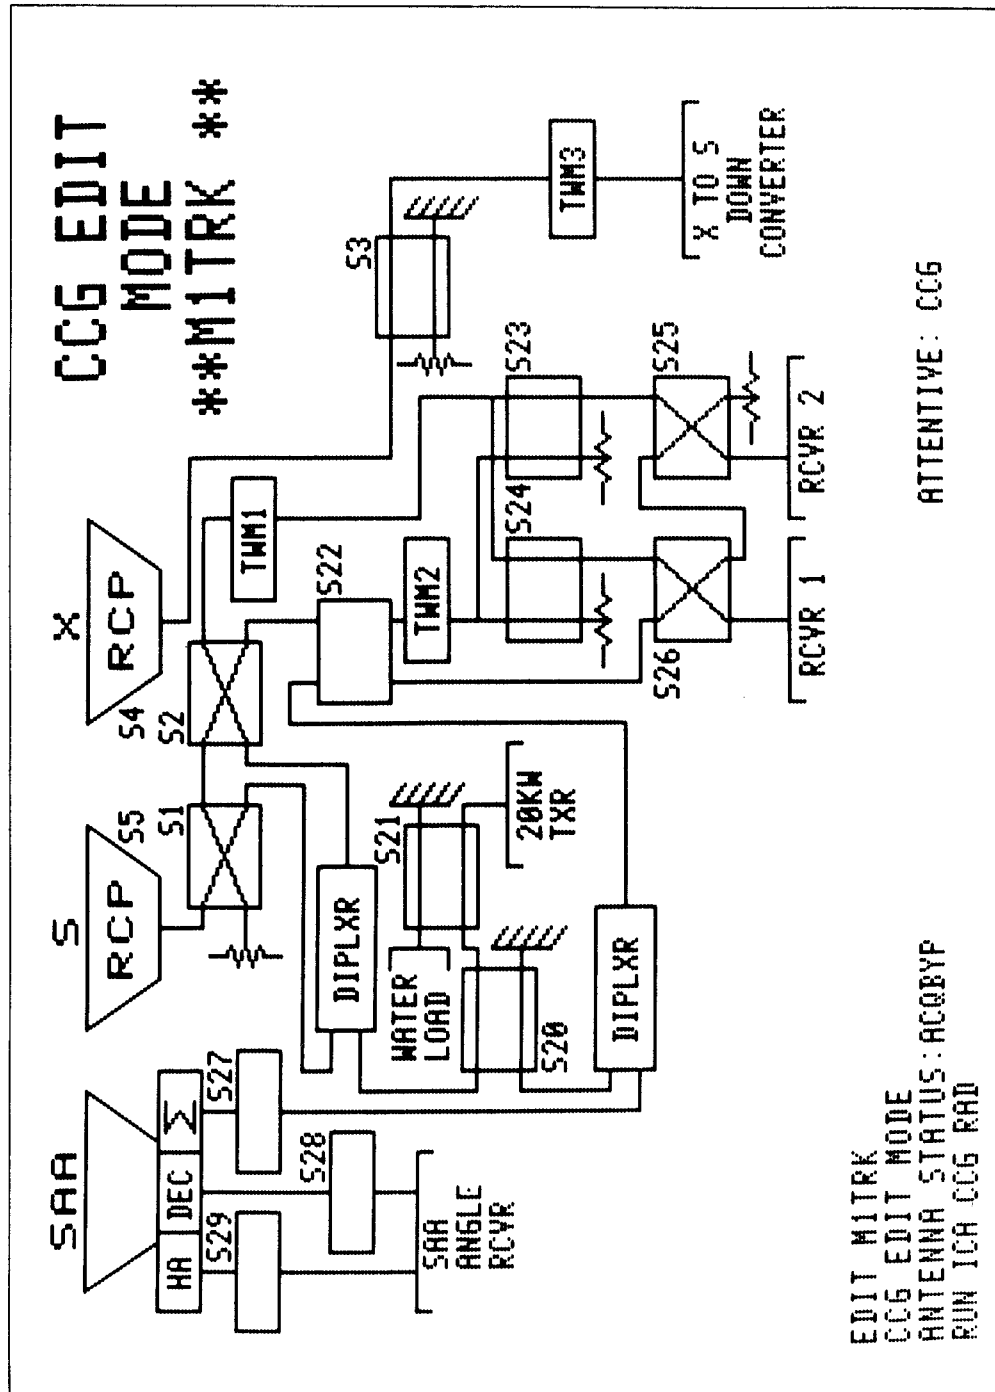 CCG EDIT
MODE
**M1TRK **
SAA
S
X
RCP
RCP
HA
DEC
Σ
S5
S1
S4
S2
S29
S27
S28
TWM1
S22
S3
DIPLXR
WATER
LOAD
S21
TWM2
S24
S23
TWM3
SAA
ANGLE
RCVR
S20
20KW
TXR
DIPLXR
S26
S25
X TO S
DOWN
CONVERTER
RCVR 1
RCVR 2
ATTENTIVE: CCG
EDIT M1TRK
CCG EDIT MODE
ANTENNA STATUS:ACQBYP
RUN ICA CCG RAD